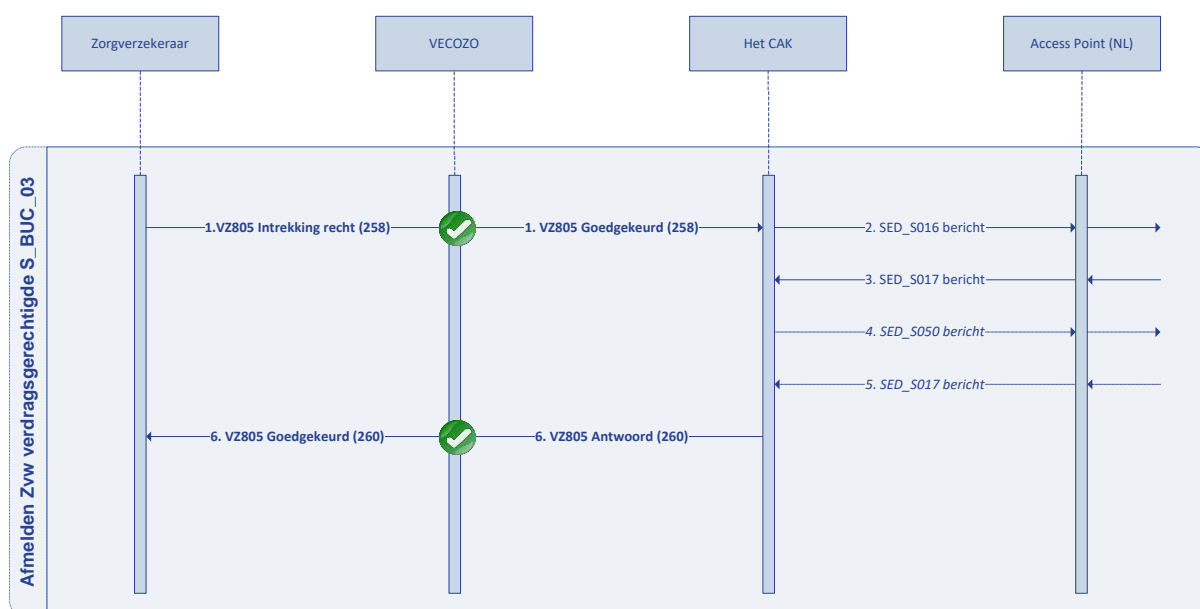 Zorgverzekeraar
VECOZO
Het CAK
Access Point (NL)
Afmelden Zvw verdragsgerechtigde S_BUC_03
1.VZ805 Intrekking recht (258)
1. VZ805 Goedgekeurd (258)
2. SED_S016 bericht
3. SED_S017 bericht
4. SED_S050 bericht
5. SED_S017 bericht
6. VZ805 Goedgekeurd (260)
6. VZ805 Antwoord (260)